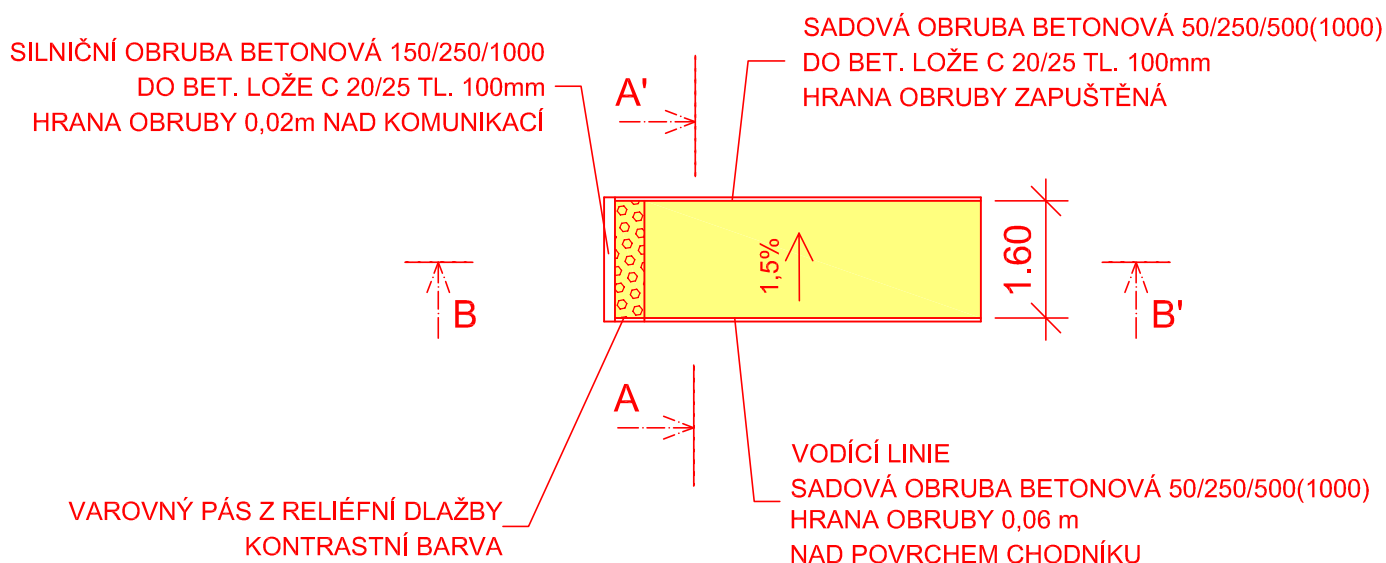 SILNIČNÍ OBRUBA BETONOVÁ 150/250/1000
DO BET. LOŽE C 20/25 TL. 100mm
HRANA OBRUBY 0,02m NAD KOMUNIKACÍ
SADOVÁ OBRUBA BETONOVÁ 50/250/500(1000)
DO BET. LOŽE C 20/25 TL. 100mm
HRANA OBRUBY ZAPUŠTĚNÁ
A'
1,5%
1.60
B
B'
A
VAROVNÝ PÁS Z RELIÉFNÍ DLAŽBY
KONTRASTNÍ BARVA
VODÍCÍ LINIE
SADOVÁ OBRUBA BETONOVÁ 50/250/500(1000)
HRANA OBRUBY 0,06 m
NAD POVRCHEM CHODNÍKU